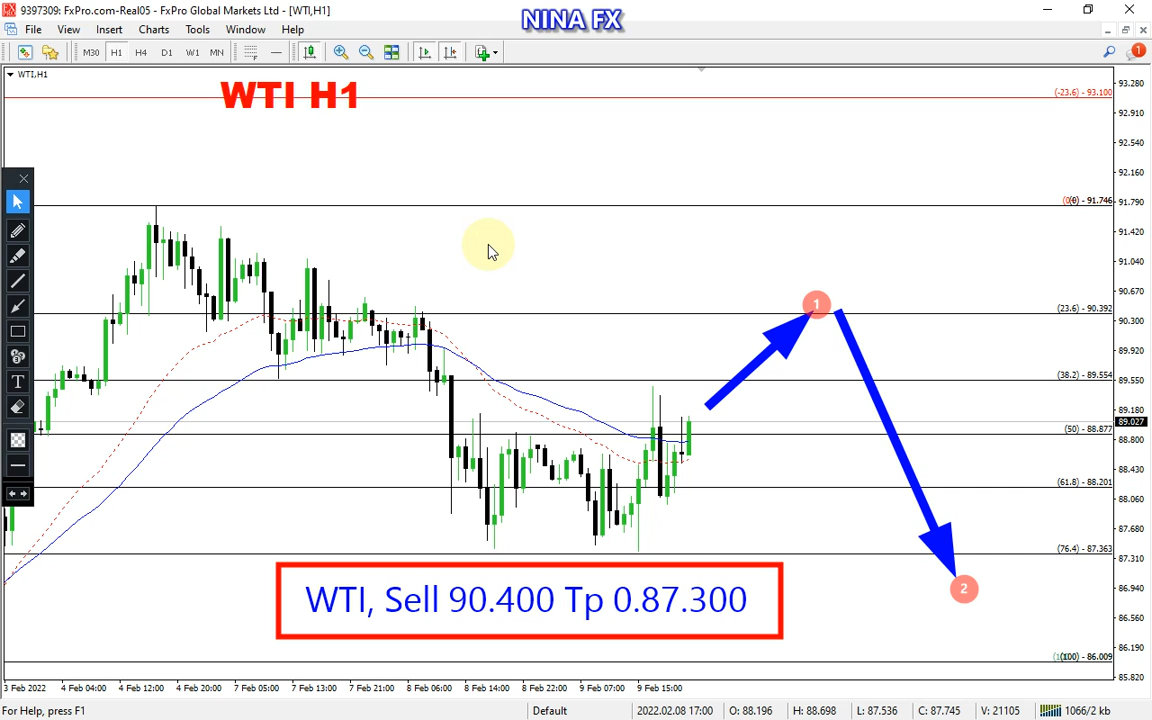 9397309: FxPro.com-Real05 - FxPro Global Markets Ltd - [WTI,H1]
NINA FX
File View Insert Charts Tools Window Help
M30 H1 H4 D1 W1 MN
1
WTI,H1
WTI H1
93.280
(-23.6) - 93.100
92.910
92.540
92.160
(0) - 91.746
91.790
91.420
91.040
90.670
1
(23.6) - 90.392
90.300
89.920
(38.2) - 89.554
89.550
T
89.180
89.027
(50) - 88.877
88.800
88.430
(61.8) - 88.201
88.060
87.680
(76.4) - 87.363
87.310
86.940
2
WTI, Sell 90.400 Tp 0.87.300
86.560
86.190
(100) - 86.009
85.820
3 Feb 2022 4 Feb 04:00 4 Feb 12:00 4 Feb 20:00 7 Feb 05:00 7 Feb 13:00 7 Feb 21:00 8 Feb 06:00 8 Feb 14:00 8 Feb 22:00 9 Feb 07:00 9 Feb 15:00
For Help, press F1 Default 2022.02.08 17:00 O: 88.196 H: 88.698 L: 87.536 C: 87.745 V: 21105 1066/2 kb